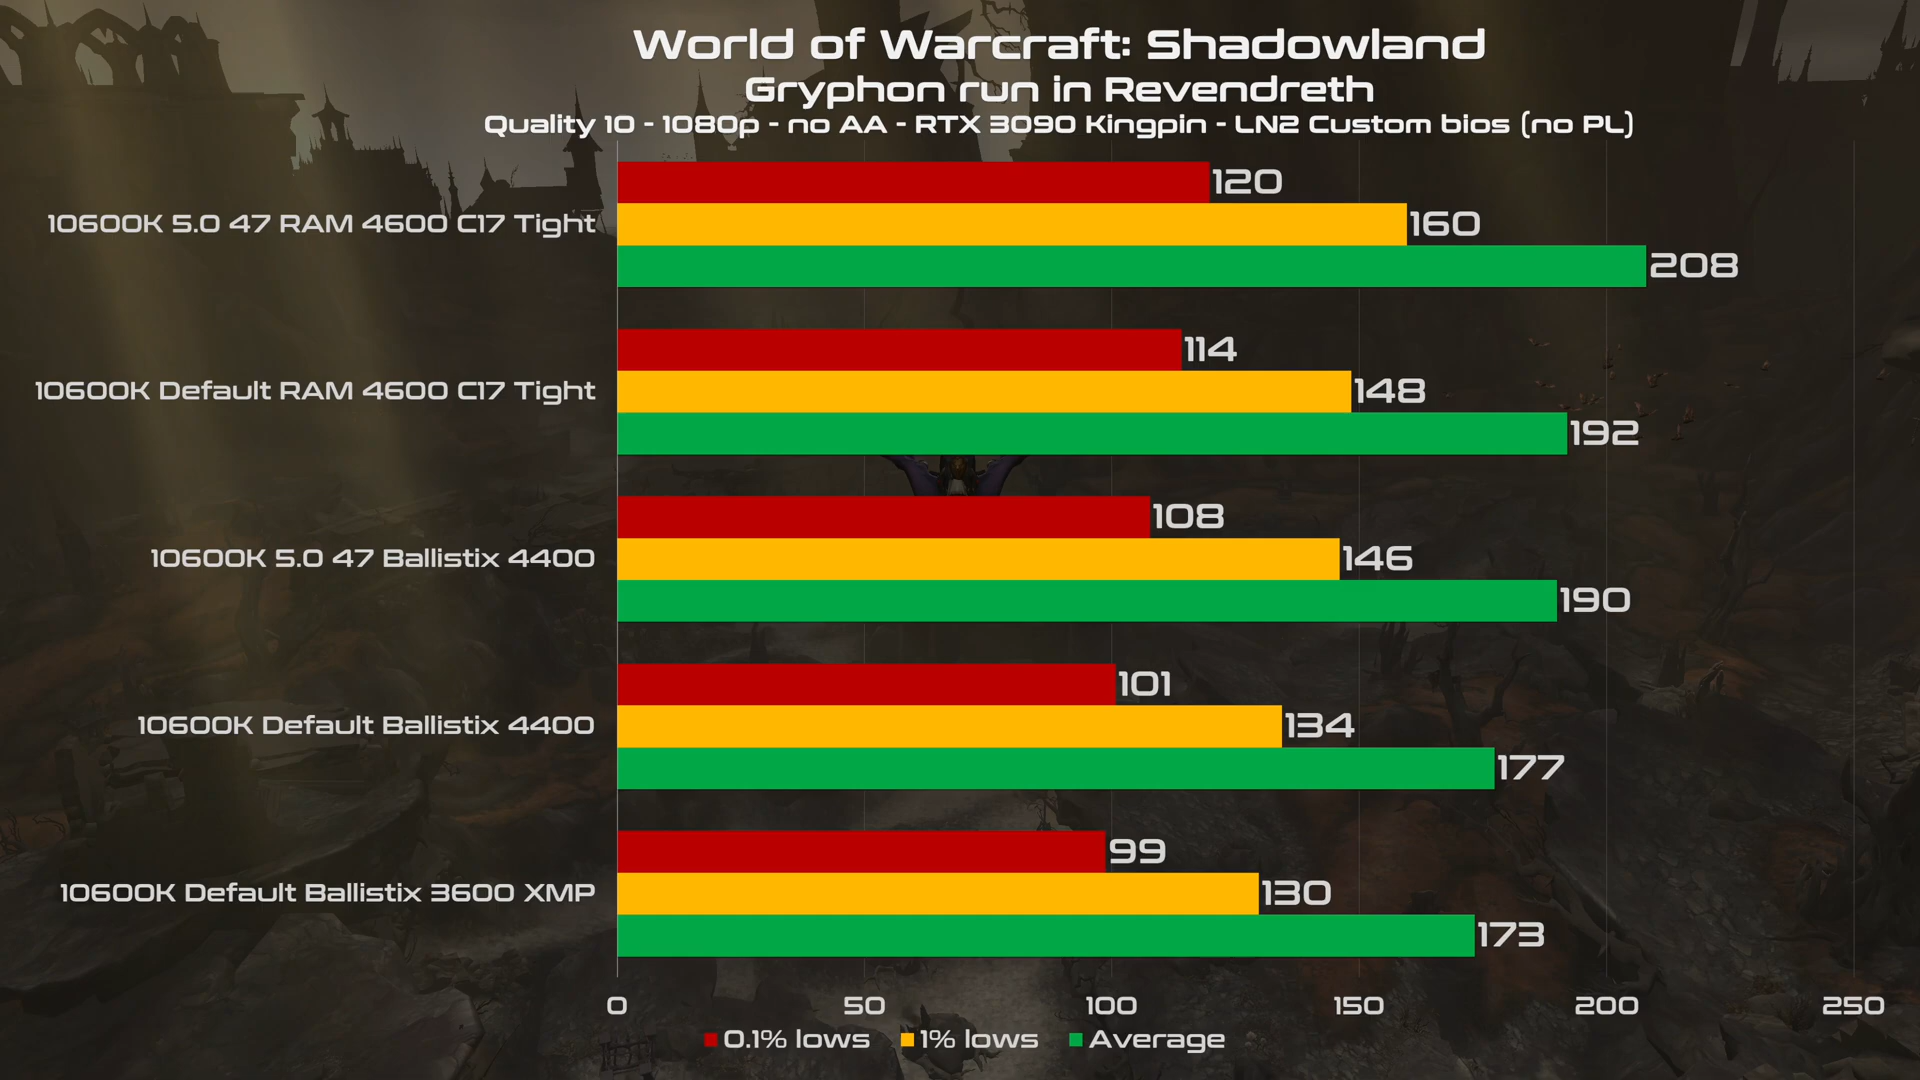 World of Warcraft: Shadowland
Gryphon run in Revendreth
Quality 10 - 1080p - no AA - RTX 3090 Kingpin - LN2 Custom bios (no PL)
10600K 5.0 47 RAM 4600 C17 Tight
120
160
208
10600K Default RAM 4600 C17 Tight
114
148
192
10600K 5.0 47 Ballistix 4400
108
146
190
10600K Default Ballistix 4400
101
134
177
10600K Default Ballistix 3600 XMP
99
130
173
0 50 100 150 200 250
0.1% lows 1% lows Average